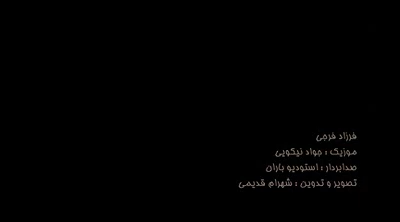 فرزاد فرجی
موزیک : جواد نیکویی
صدابردار : استودیو باران
تصویر و تدوین : شهرام قدیمی